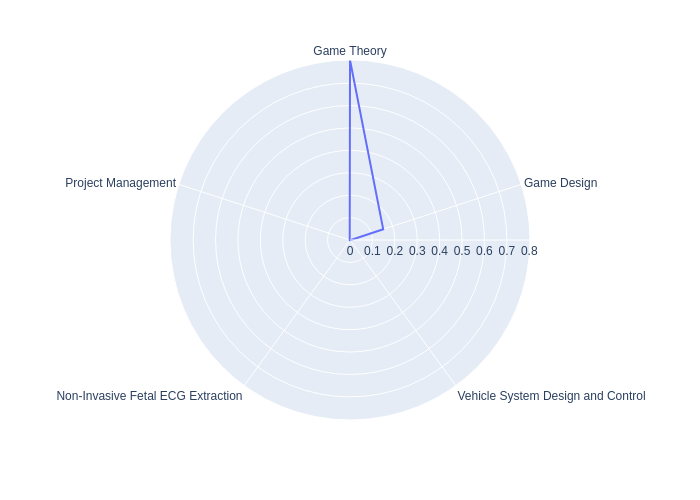 Game Theory
Project Management
Game Design
0 0.1 0.2 0.3 0.4 0.5 0.6 0.7 0.8
Non-Invasive Fetal ECG Extraction
Vehicle System Design and Control